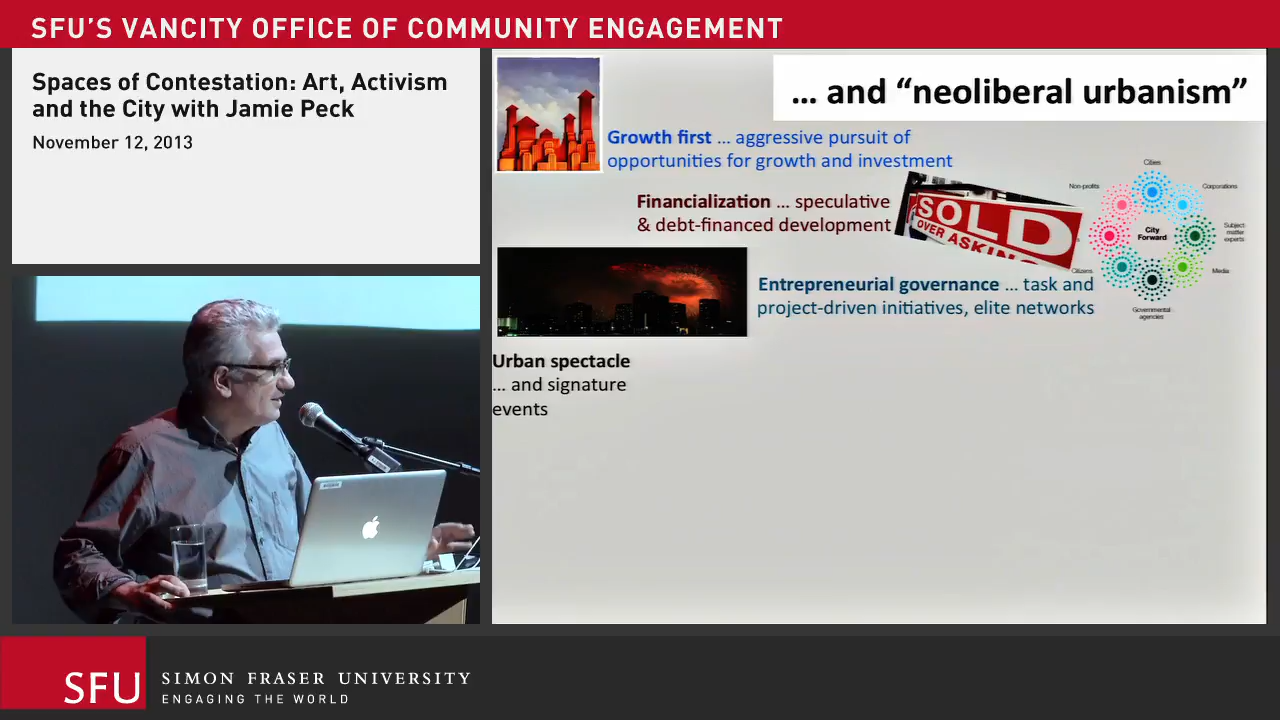 SFU'S VANCITY OFFICE OF COMMUNITY ENGAGEMENT
Spaces of Contestation: Art, Activism
and the City with Jamie Peck
November 12, 2013
... and “neoliberal urbanism”
Growth first ... aggressive pursuit of
opportunities for growth and investment
Financialization ... speculative
& debt-financed development
SOLD
OVER ASKING
Cities
Non-profits
Corporations
City
Forward
Subject
matter
experts
Citizens
Media
Governmental
agencies
Entrepreneurial governance ... task and
project-driven initiatives, elite networks
Urban spectacle
... and signature
events
SFU
SIMON FRASER UNIVERSITY
ENGAGING THE WORLD